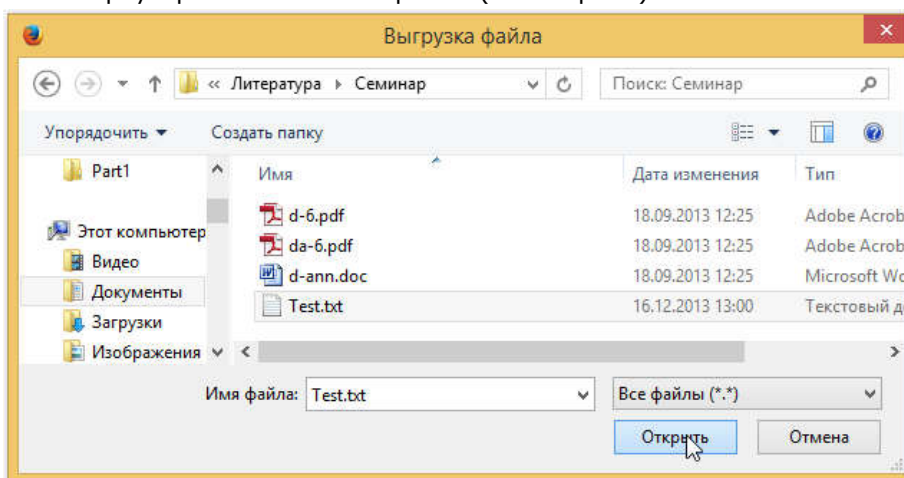 Выгрузка файла
« Литература ▸ Семинар
Поиск: Семинар
Упорядочить Создать папку
Part1
Этот компьютер
Видео
Документы
Загрузки
Изображения
Имя Дата изменения Тип
d-6.pdf 18.09.2013 12:25 Adobe Acrob
da-6.pdf 18.09.2013 12:25 Adobe Acrob
d-ann.doc 18.09.2013 12:25 Microsoft Wo
Test.txt 16.12.2013 13:00 Текстовый д
Имя файла: Test.txt Все файлы (*.*)
Открыть Отмена